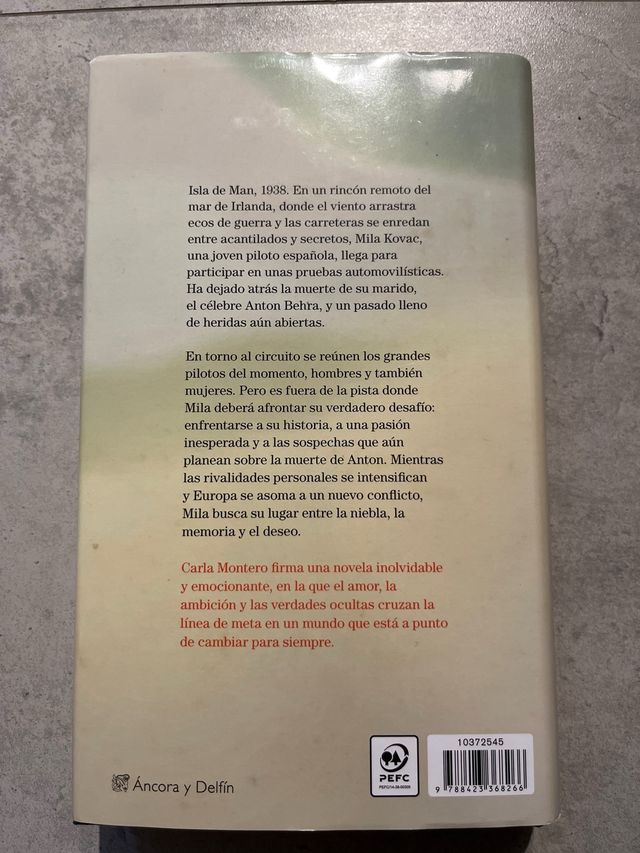 Isla de Man, 1938. En un rincón remoto del
mar de Irlanda, donde el viento arrastra
ecos de guerra y las carreteras se enredan
entre acantilados y secretos, Mila Kovac,
una joven piloto española, llega para
participar en unas pruebas automovilísticas.
Ha dejado atrás la muerte de su marido,
el célebre Anton Behra, y un pasado lleno
de heridas aún abiertas.
En torno al circuito se reúnen los grandes
pilotos del momento, hombres y también
mujeres. Pero es fuera de la pista donde
Mila deberá afrontar su verdadero desafío:
enfrentarse a su historia, a una pasión
inesperada y a las sospechas que aún
planean sobre la muerte de Anton. Mientras
las rivalidades personales se intensifican
y Europa se asoma a un nuevo conflicto,
Mila busca su lugar entre la niebla, la
memoria y el deseo.
Carla Montero firma una novela inolvidable
y emocionante, en la que el amor, la
ambición y las verdades ocultas cruzan la
línea de meta en un mundo que está a punto
de cambiar para siempre.
Áncora y Delfín
PEFC
PEFC/14-38-00305
10372545
9 788423 368266